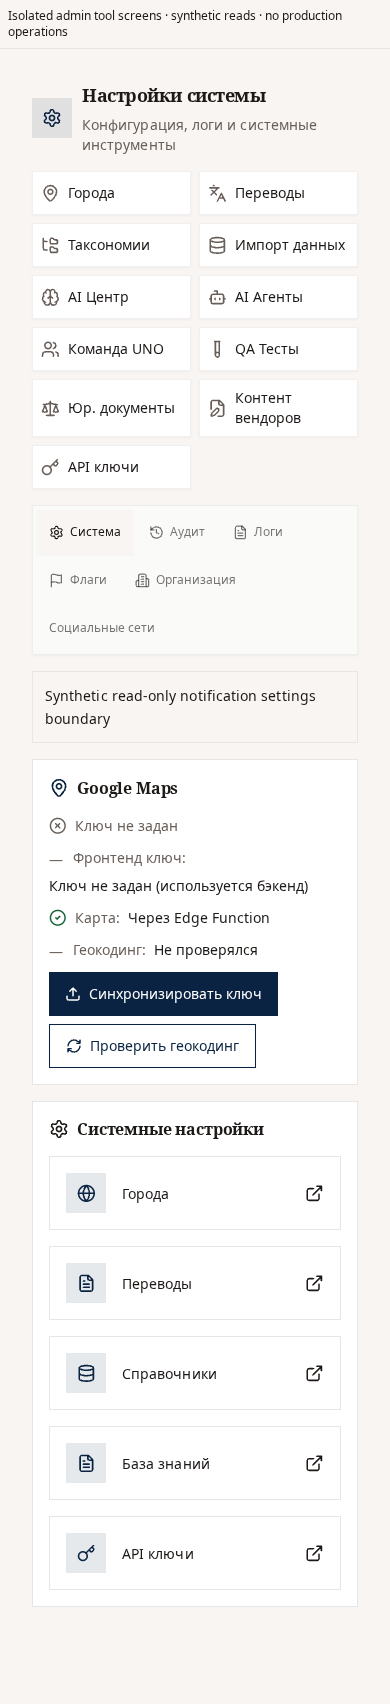 Isolated admin tool screens · synthetic reads · no production
operations
Настройки системы
Конфигурация, логи и системные
инструменты
Города
Переводы
Таксономии
Импорт данных
AI Центр
AI Агенты
Команда UNO
QA Тесты
Юр. документы
Контент
вендоров
API ключи
Система
Аудит
Логи
Флаги
Организация
Социальные сети
Synthetic read-only notification settings
boundary
Google Maps
Ключ не задан
— Фронтенд ключ:
Ключ не задан (используется бэкенд)
Карта: Через Edge Function
— Геокодинг: Не проверялся
Синхронизировать ключ
Проверить геокодинг
Системные настройки
Города
Переводы
Справочники
База знаний
API ключи